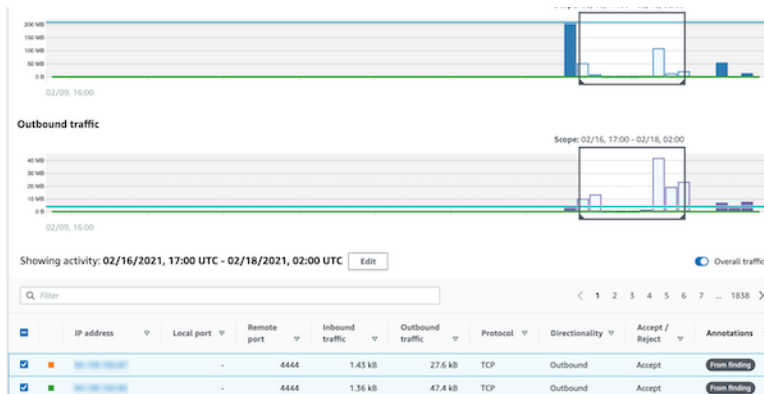 200 MB
150 MB
100 MB
50 MB
0 B
02/09, 16:00
Outbound traffic
Scope: 02/16, 17:00 - 02/18, 02:00
40 MB
30 MB
20 MB
10 MB
0 B
02/09, 16:00
Showing activity: 02/16/2021, 17:00 UTC - 02/18/2021, 02:00 UTC Edit Overall traffic
Filter < 1 2 3 4 5 6 7 ... 1838 >
IP address Local port Remote port Inbound traffic Outbound traffic Protocol Directionality Accept / Reject Annotations
- 4444 1.43 kB 27.6 kB TCP Outbound Accept From finding
- 4444 1.36 kB 47.4 kB TCP Outbound Accept From finding